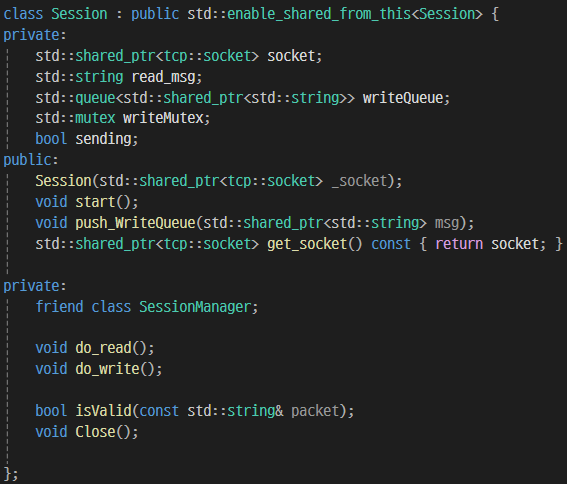 class Session : public std::enable_shared_from_this<Session> {
private:
    std::shared_ptr<tcp::socket> socket;
    std::string read_msg;
    std::queue<std::shared_ptr<std::string>> writeQueue;
    std::mutex writeMutex;
    bool sending;
public:
    Session(std::shared_ptr<tcp::socket> _socket);
    void start();
    void push_WriteQueue(std::shared_ptr<std::string> msg);
    std::shared_ptr<tcp::socket> get_socket() const { return socket; }
private:
    friend class SessionManager;
    void do_read();
    void do_write();
    bool isValid(const std::string& packet);
    void Close();
};